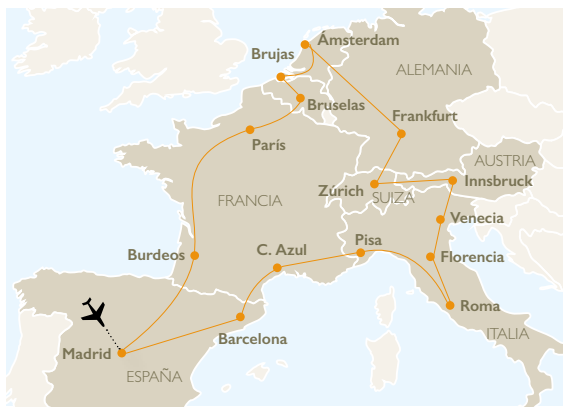 Ámsterdam
Brujas
ALEMANIA
Bruselas
Frankfurt
París
AUSTRIA
Zúrich
Innsbruck
SUIZA
FRANCIA
Venecia
Pisa
C. Azul
Burdeos
Florencia
Roma
Barcelona
ITALIA
Madrid
ESPAÑA